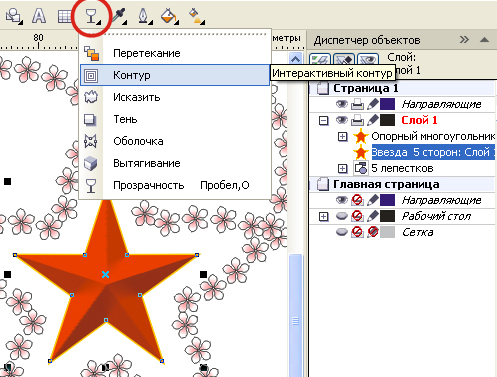 80
метры
Перетекание
Контур
Исказить
Тень
Оболочка
Вытягивание
Прозрачность Пробел,O
Интерактивный контур
Диспетчер объектов
Слой:
Слой 1
Страница 1
Направляющие
Слой 1
Опорный многоугольник
Звезда 5 сторон: Слой 1
5 лепестков
Главная страница
Направляющие
Рабочий стол
Сетка